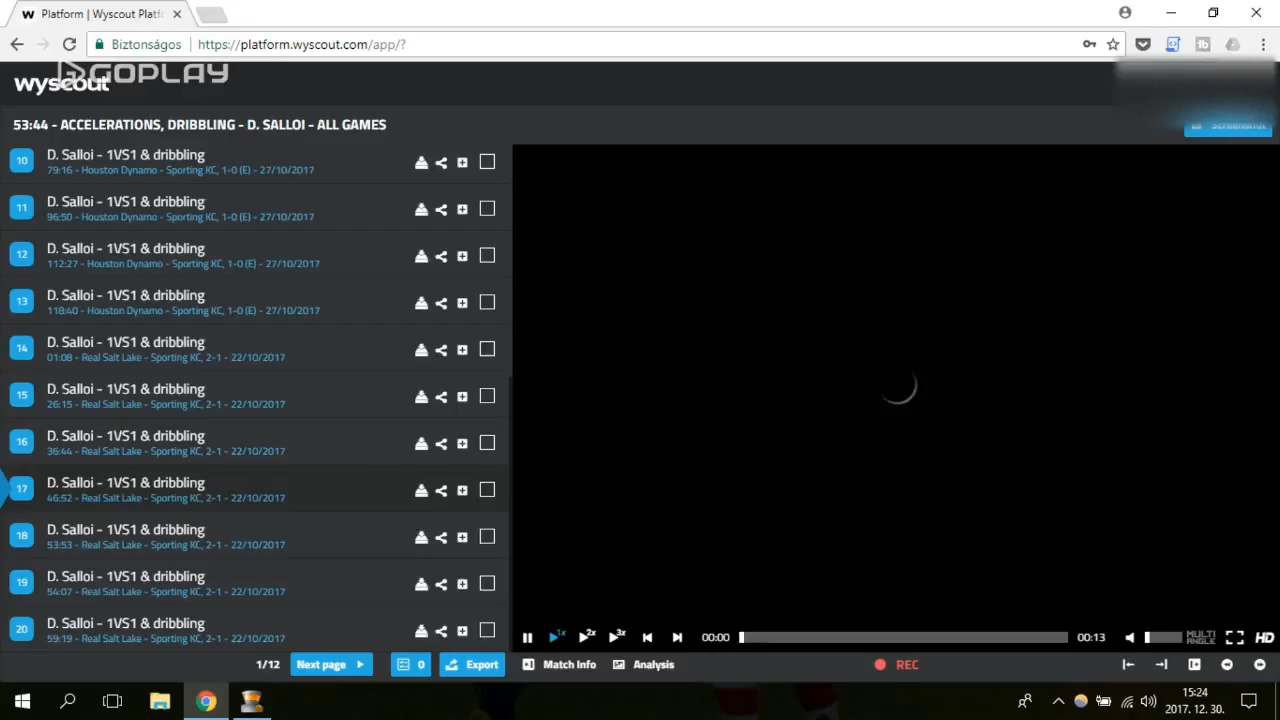 Platform | Wyscout Platf
Biztonságos
https://platform.wyscout.com/app/?
GOPLAY
wyscout
53:44 - ACCELERATIONS, DRIBBLING - D. SALLOI - ALL GAMES
Screenshot
10
D. Salloi - 1VS1 & dribbling
79:16 - Houston Dynamo - Sporting KC, 1-0 (E) - 27/10/2017
11
D. Salloi - 1VS1 & dribbling
96:50 - Houston Dynamo - Sporting KC, 1-0 (E) - 27/10/2017
12
D. Salloi - 1VS1 & dribbling
112:27 - Houston Dynamo - Sporting KC, 1-0 (E) - 27/10/2017
13
D. Salloi - 1VS1 & dribbling
118:40 - Houston Dynamo - Sporting KC, 1-0 (E) - 27/10/2017
14
D. Salloi - 1VS1 & dribbling
01:08 - Real Salt Lake - Sporting KC, 2-1 - 22/10/2017
15
D. Salloi - 1VS1 & dribbling
26:15 - Real Salt Lake - Sporting KC, 2-1 - 22/10/2017
16
D. Salloi - 1VS1 & dribbling
36:44 - Real Salt Lake - Sporting KC, 2-1 - 22/10/2017
17
D. Salloi - 1VS1 & dribbling
46:52 - Real Salt Lake - Sporting KC, 2-1 - 22/10/2017
18
D. Salloi - 1VS1 & dribbling
53:53 - Real Salt Lake - Sporting KC, 2-1 - 22/10/2017
19
D. Salloi - 1VS1 & dribbling
54:07 - Real Salt Lake - Sporting KC, 2-1 - 22/10/2017
20
D. Salloi - 1VS1 & dribbling
59:19 - Real Salt Lake - Sporting KC, 2-1 - 22/10/2017
1x 2x 3x 00:00 00:13 MULTI ANGLE HD
1/12 Next page 0 Export Match Info Analysis REC
15:24
2017. 12. 30.